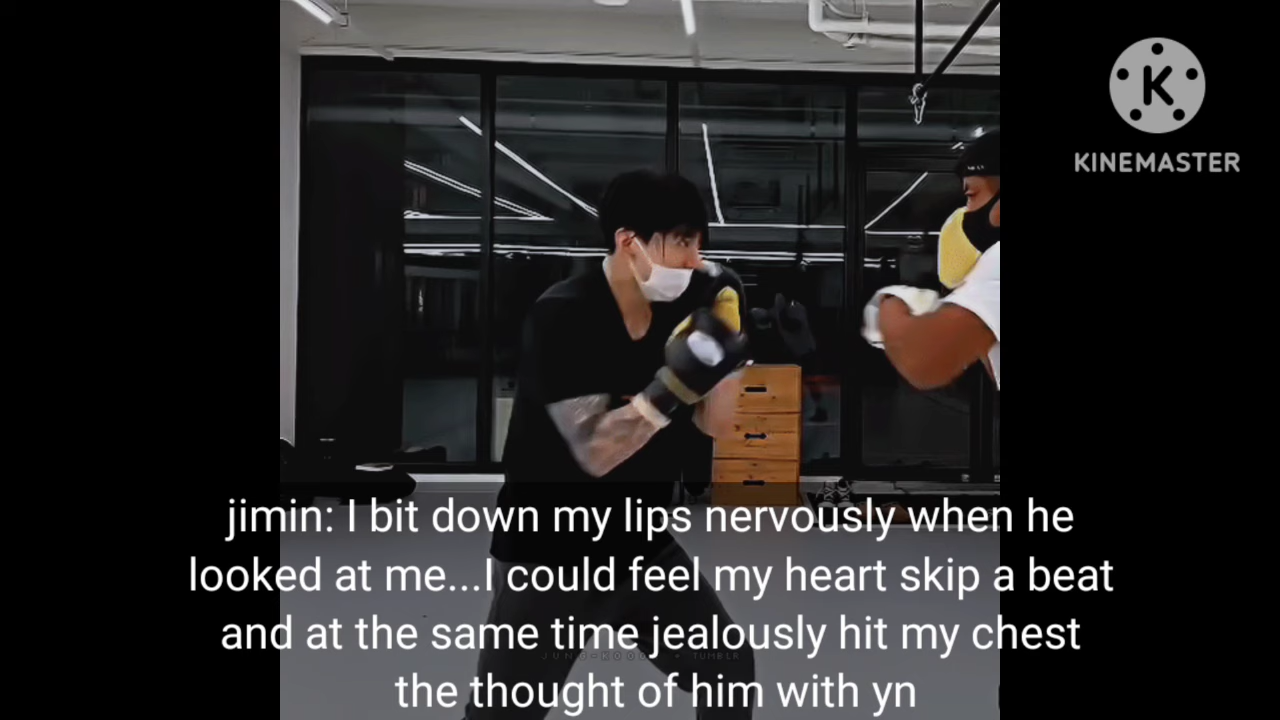 KINEMASTER
jimin: I bit down my lips nervously when he
looked at me...I could feel my heart skip a beat
and at the same time jealously hit my chest
the thought of him with yn